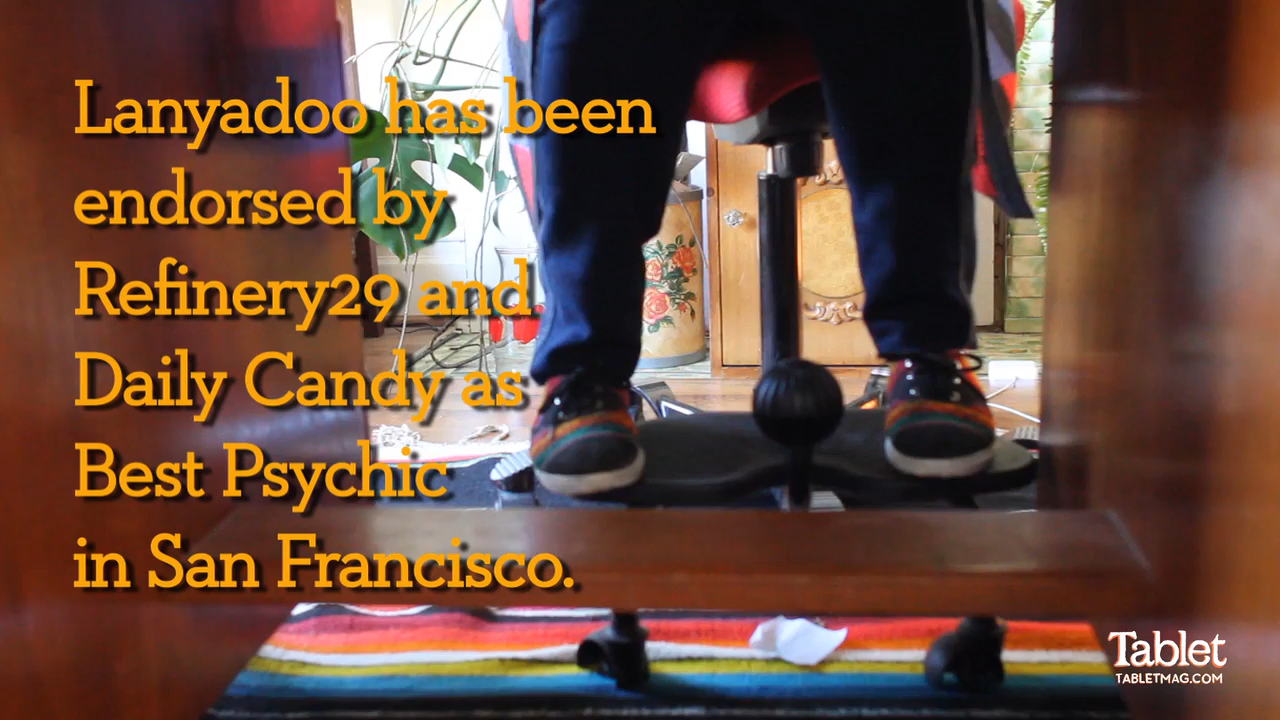 Lanyadoo has been
endorsed by
Refinery29 and
Daily Candy as
Best Psychic
in San Francisco.
Tablet
TABLETMAG.COM